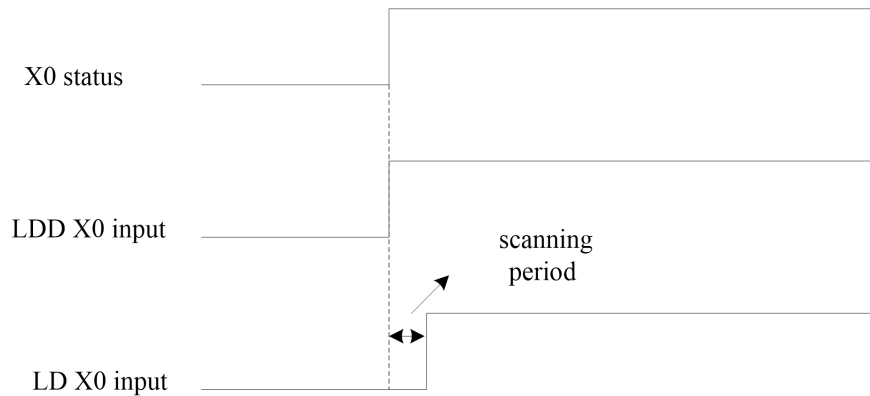 X0 status
LDD X0 input
scanning
period
LD X0 input